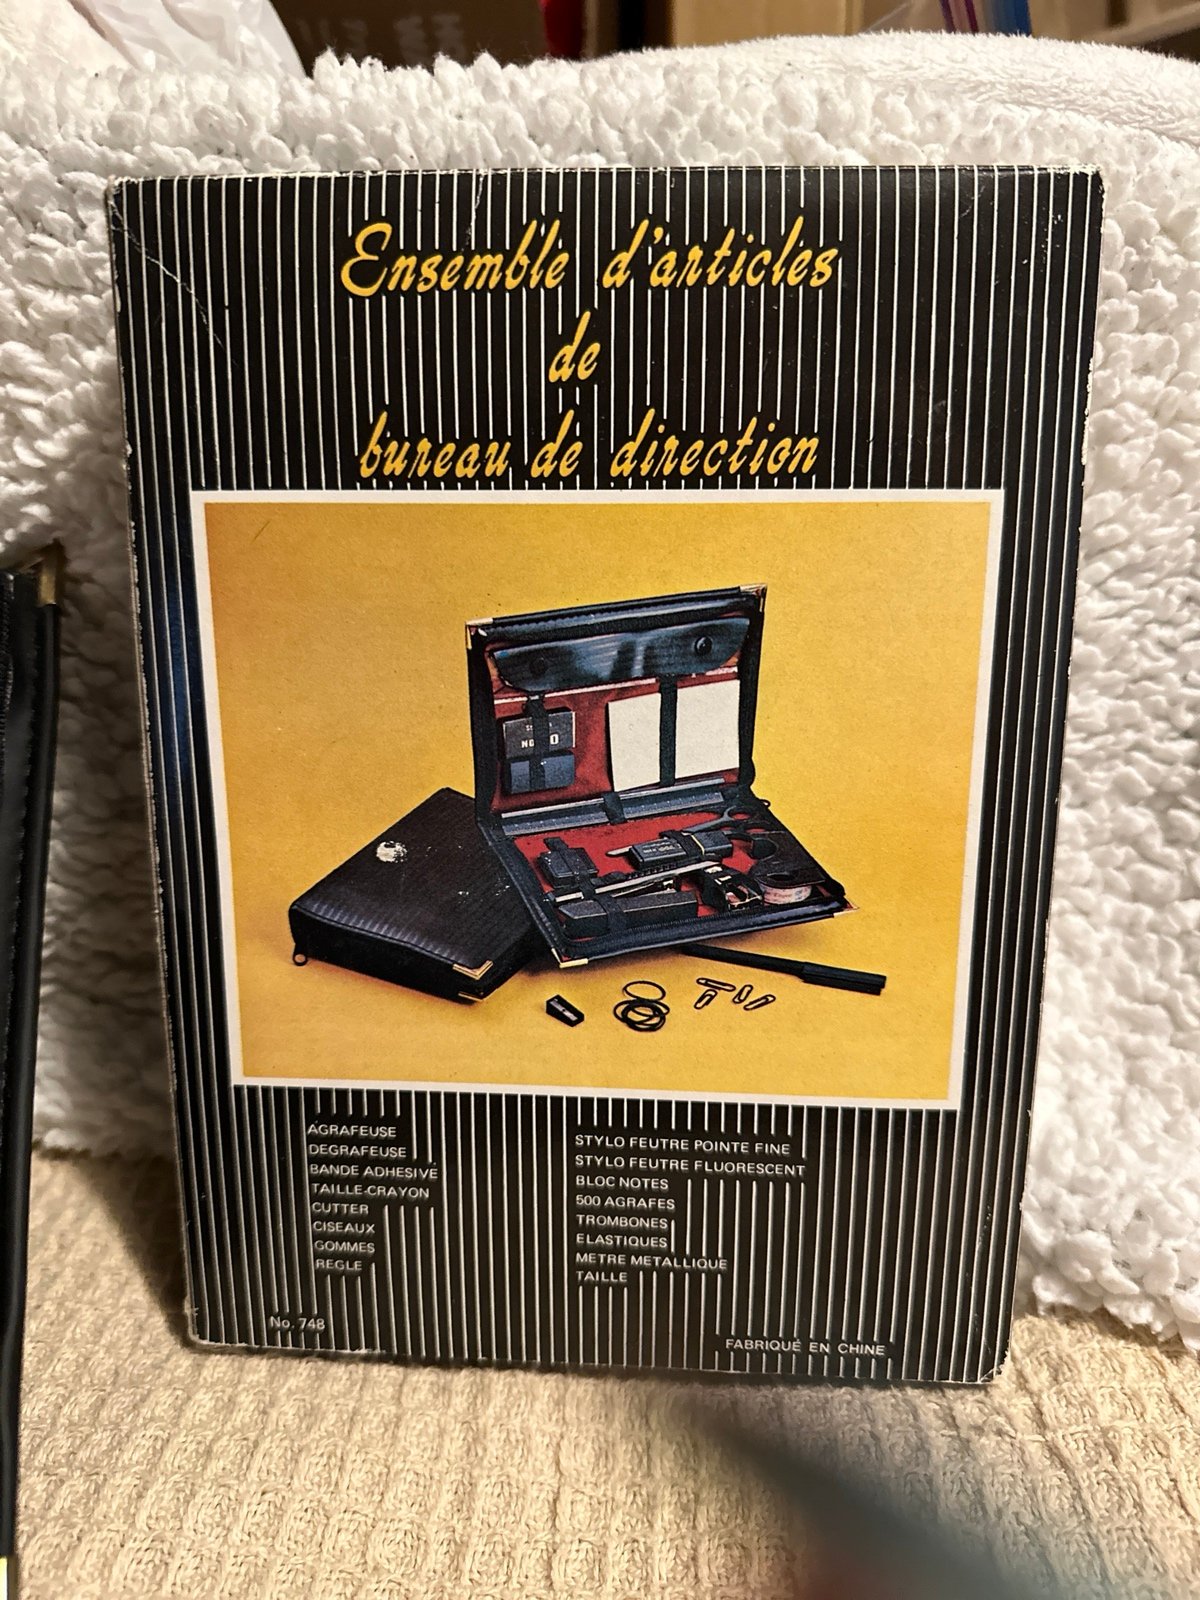 Ensemble d'articles
de
bureau de direction
AGRAFEUSE
DEGRAFEUSE
BANDE ADHESIVE
TAILLE-CRAYON
CUTTER
CISEAUX
GOMMES
REGLE
STYLO FEUTRE POINTE FINE
STYLO FEUTRE FLUORESCENT
BLOC NOTES
500 AGRAFES
TROMBONES
ELASTIQUES
METRE METALLIQUE
TAILLE
No. 748
FABRIQUÉ EN CHINE